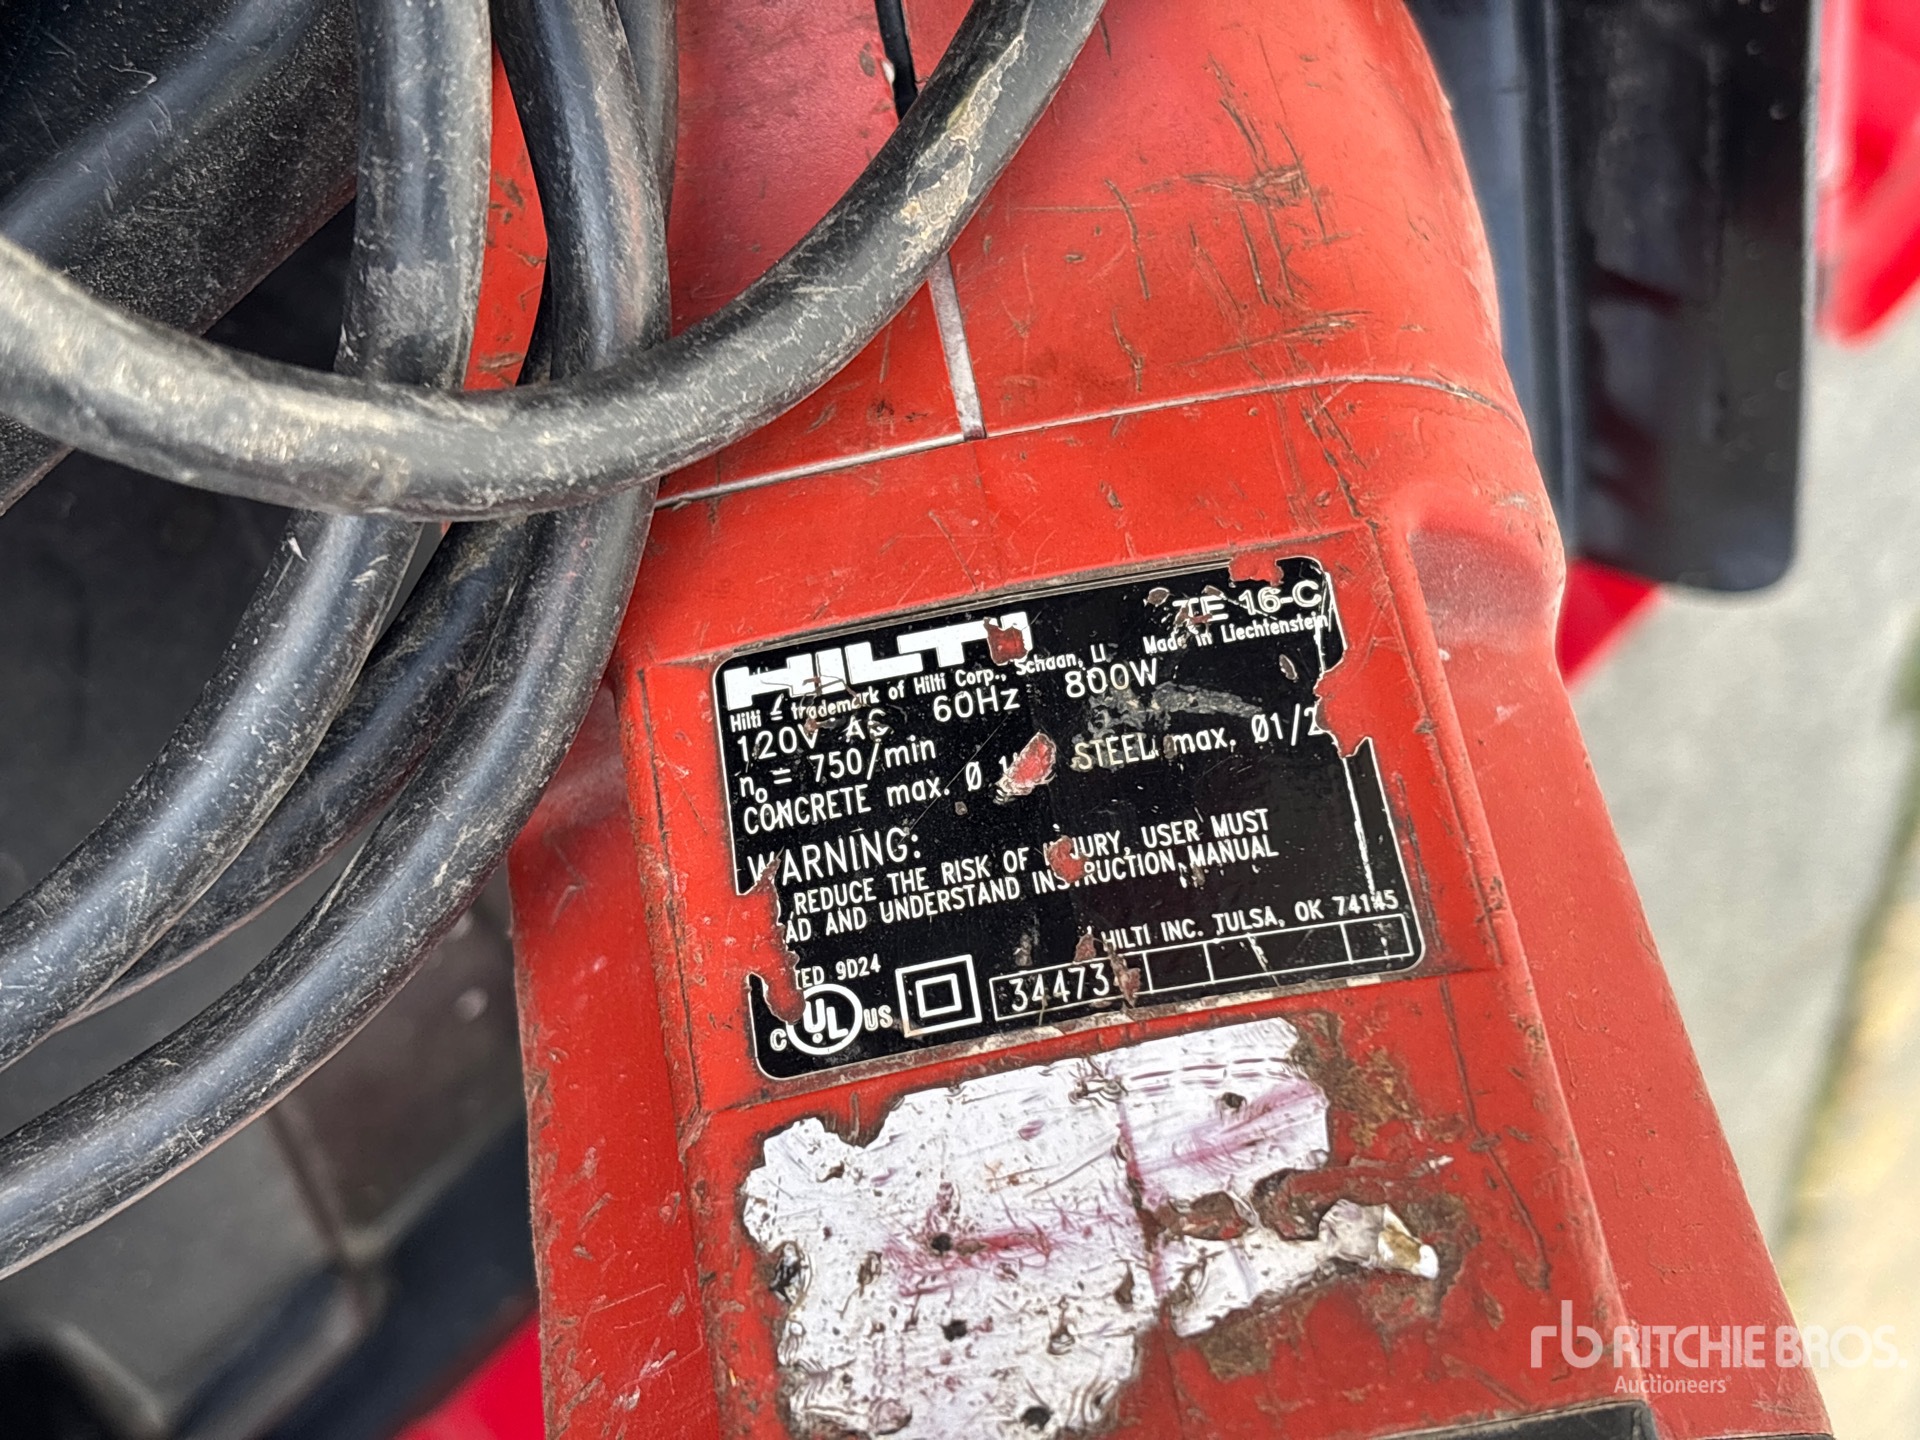 HILTI TE 16-C
Hilti = trademark of Hilti Corp., Schaan, LI Made in Liechtenstein
120V AC 60Hz 800W
n₀ = 750/min
CONCRETE max. Ø STEEL max. Ø1/2
WARNING:
REDUCE THE RISK OF INJURY, USER MUST
AND UNDERSTAND INSTRUCTION MANUAL
HILTI INC. TULSA, OK 74145
9D24
C UL US
34473
rb RITCHIE BROS.
Auctioneers